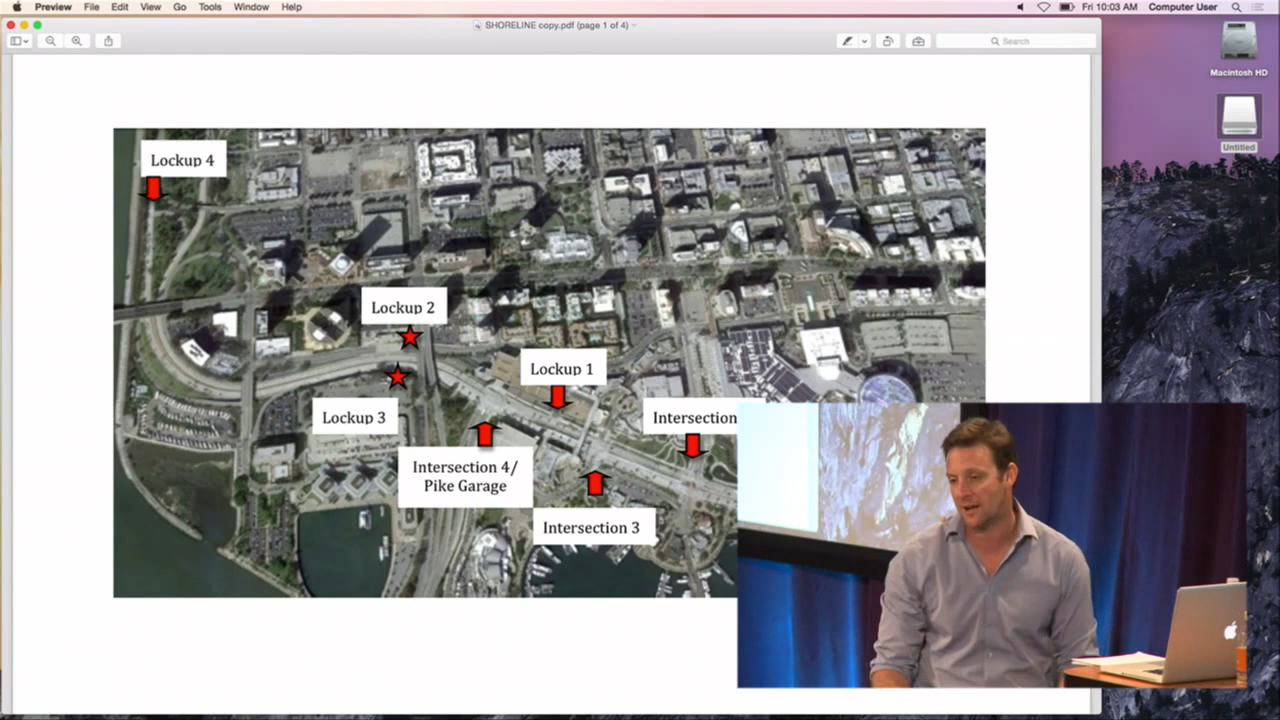 Preview File Edit View Go Tools Window Help Fri 10:03 AM Computer User
SHORELINE copy.pdf (page 1 of 4)
Search
Macintosh HD
Untitled
Lockup 4
Lockup 2
Lockup 1
Lockup 3
Intersection
Intersection 4/
Pike Garage
Intersection 3